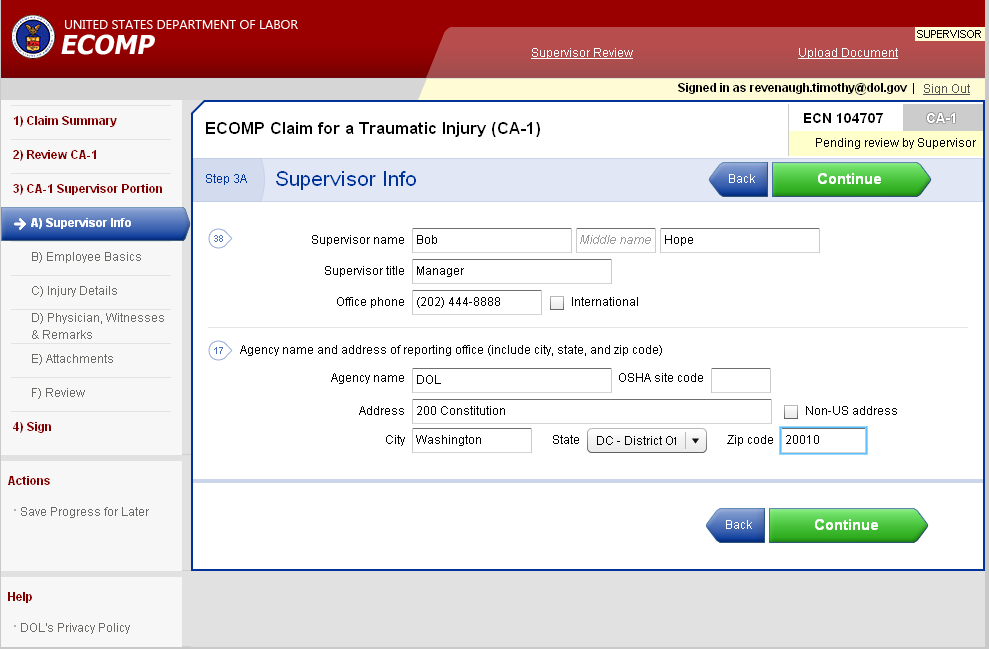 UNITED STATES DEPARTMENT OF LABOR
ECOMP
SUPERVISOR
Supervisor Review
Upload Document
Signed in as revenaugh.timothy@dol.gov | Sign Out
1) Claim Summary
2) Review CA-1
3) CA-1 Supervisor Portion
A) Supervisor Info
B) Employee Basics
C) Injury Details
D) Physician, Witnesses
& Remarks
E) Attachments
F) Review
4) Sign
Actions
Save Progress for Later
Help
DOL's Privacy Policy
ECOMP Claim for a Traumatic Injury (CA-1)
ECN 104707
CA-1
Pending review by Supervisor
Step 3A
Supervisor Info
Back
Continue
38
Supervisor name Bob Middle name Hope
Supervisor title Manager
Office phone (202) 444-8888 International
17 Agency name and address of reporting office (include city, state, and zip code)
Agency name DOL OSHA site code
Address 200 Constitution Non-US address
City Washington State DC - District Of Zip code 20010
Back
Continue